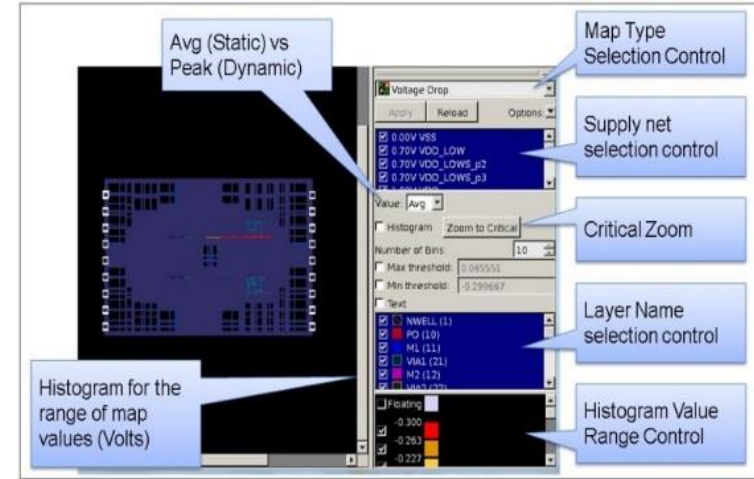 Avg (Static) vs
Peak (Dynamic)
Map Type
Selection Control
Voltage Drop
Apply Reload Options:
0.00V VSS
0.70V VDD_LOW
0.70V VDD_LOWS_p2
0.70V VDD_LOWS_p3
Supply net
selection control
Value: Avg
Histogram Zoom to Critical
Critical Zoom
Number of Bins: 10
Max threshold: 0.065551
Min threshold: -0.299667
Text
NWELL (1)
PO (10)
M1 (11)
VIA1 (21)
M2 (12)
VIA2 (22)
Layer Name
selection control
Histogram for the
range of map
values (Volts)
Floating
-0.300
-0.263
-0.227
Histogram Value
Range Control